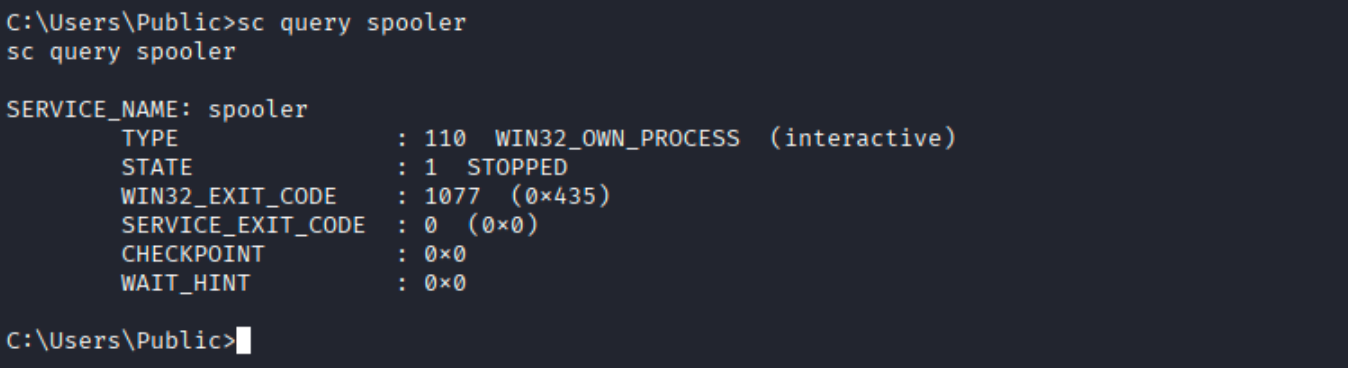 C:\Users\Public>sc query spooler
sc query spooler
SERVICE_NAME: spooler
TYPE : 110 WIN32_OWN_PROCESS (interactive)
STATE : 1 STOPPED
WIN32_EXIT_CODE : 1077 (0×435)
SERVICE_EXIT_CODE : 0 (0×0)
CHECKPOINT : 0×0
WAIT_HINT : 0×0
C:\Users\Public>